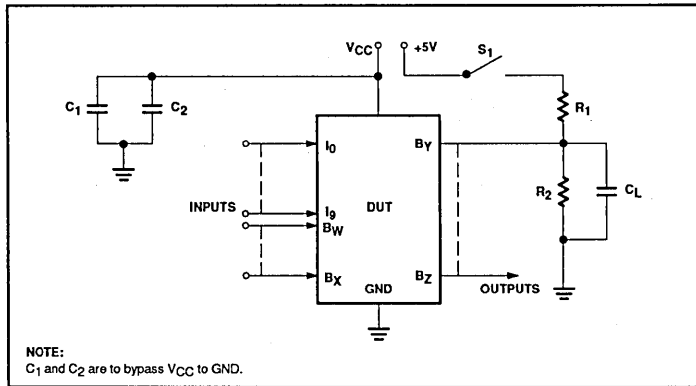 VCC +5V S1
C1 C2 R1
I0 BY
R2 CL
INPUTS I9 DUT
BW
BX GND BZ OUTPUTS
NOTE:
C1 and C2 are to bypass VCC to GND.